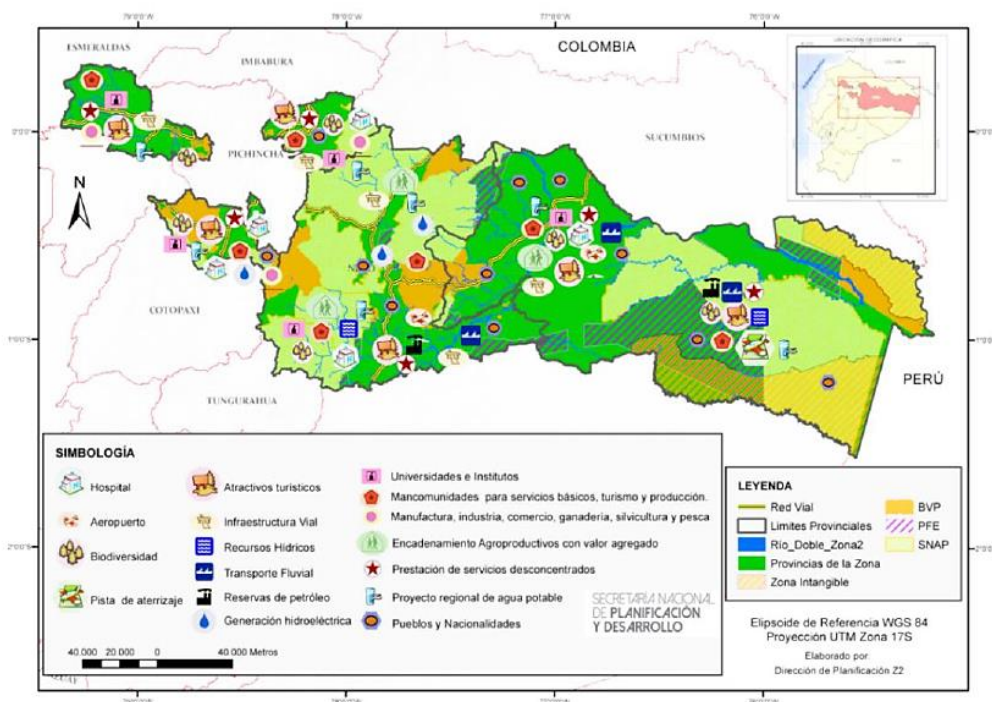 ESMERALDAS
IMBABURA
COLOMBIA
UBICACIÓN GEOGRÁFICA
SUCUMBIOS
PICHINCHA
N
COTOPAXI
TUNGURAHUA
PERÚ
SIMBOLOGÍA
Hospital
Aeropuerto
Biodiversidad
Pista de aterrizaje
Atractivos turísticos
Infraestructura Vial
Recursos Hídricos
Transporte Fluvial
Reservas de petróleo
Generación hidroeléctrica
Universidades e Institutos
Mancomunidades para servicios básicos, turismo y producción.
Manufactura, industria, comercio, ganadería, silvicultura y pesca
Encadenamiento Agroproductivos con valor agregado
Prestación de servicios desconcentrados
Proyecto regional de agua potable
Pueblos y Nacionalidades
SECRETARÍA NACIONAL
DE PLANIFICACIÓN
Y DESARROLLO
40.000 20.000 0 40.000 Metros
LEYENDA
Red Vial
Limites Provinciales
Río_Doble_Zona2
Provincias de la Zona
Zona Intangible
BVP
PFE
SNAP
Elipsoide de Referencia WGS 84
Proyección UTM Zona 17S
Elaborado por:
Dirección de Planificación Z2